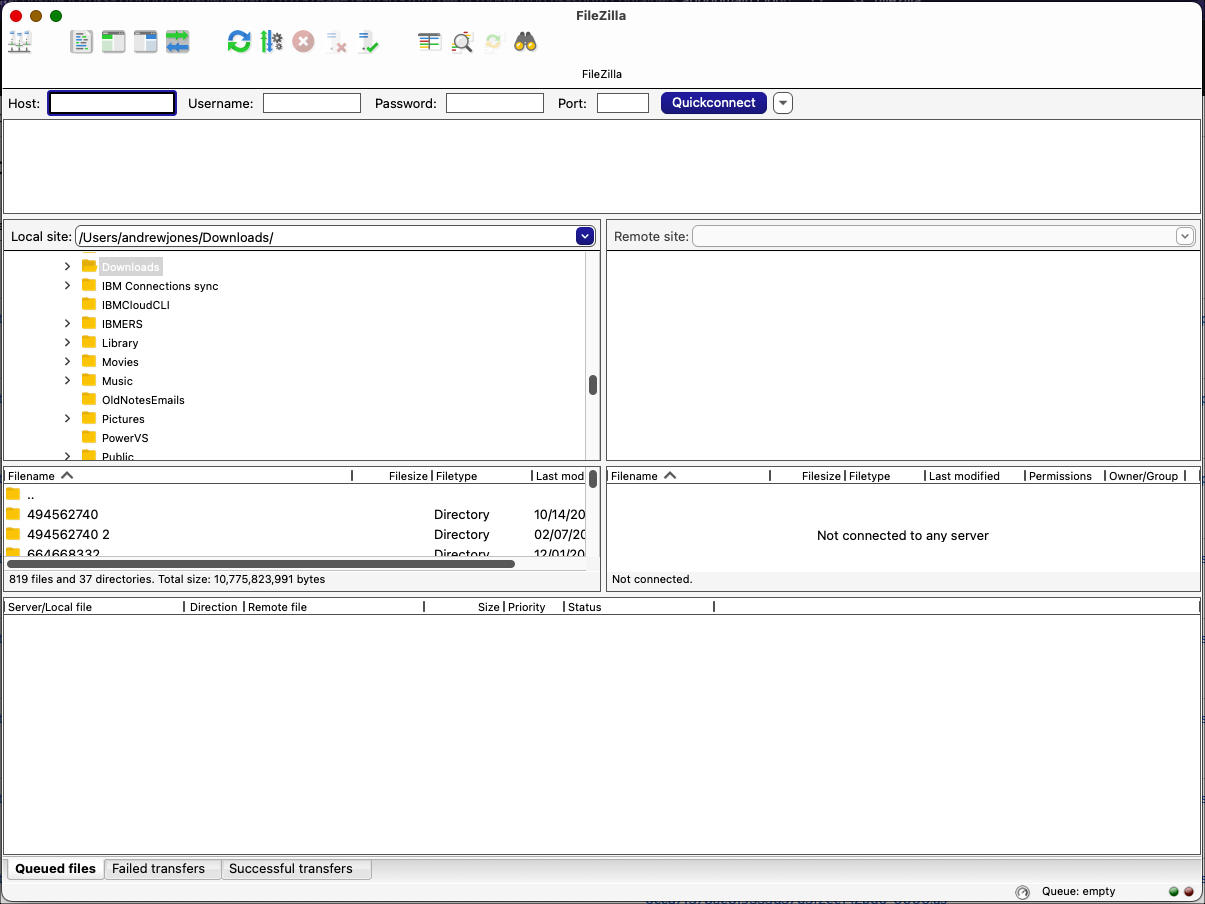 FileZilla
FileZilla
Host: Username: Password: Port: Quickconnect
Local site: /Users/andrewjones/Downloads/
Remote site:
Downloads
IBM Connections sync
IBMCloudCLI
IBMERS
Library
Movies
Music
OldNotesEmails
Pictures
PowerVS
Public
Filename Filesize Filetype Last mod
..
494562740 Directory 10/14/20
494562740 2 Directory 02/07/20
664668332 Directory 12/01/20
819 files and 37 directories. Total size: 10,775,823,991 bytes
Filename Filesize Filetype Last modified Permissions Owner/Group
Not connected to any server
Not connected.
Server/Local file Direction Remote file Size Priority Status
Queued files Failed transfers Successful transfers
Queue: empty